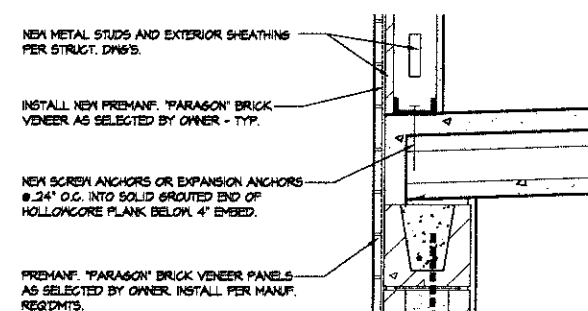 NEW METAL STUDS AND EXTERIOR SHEATHING
PER STRUCT. DWG'S.
INSTALL NEW PREMANF. "PARAGON" BRICK
VENEER AS SELECTED BY OWNER - TYP.
NEW SCREW ANCHORS OR EXPANSION ANCHORS
@ 24" O.C. INTO SOLID GROUTED END OF
HOLLOWCORE PLANK BELOW. 4" EMBED.
PREMANF. "PARAGON" BRICK VENEER PANELS
AS SELECTED BY OWNER. INSTALL PER MANUF.
REQ'DMTS.